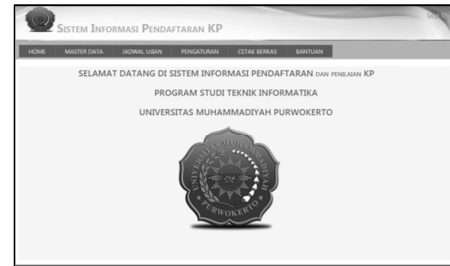 SISTEM INFORMASI PENDAFTARAN KP
HOME MASTER DATA JADWAL UJIAN PENGATURAN CETAK BERKAS BANTUAN
SELAMAT DATANG DI SISTEM INFORMASI PENDAFTARAN DAN PENILAIAN KP
PROGRAM STUDI TEKNIK INFORMATIKA
UNIVERSITAS MUHAMMADIYAH PURWOKERTO
UNIVERSITAS MUHAMMADIYAH
PURWOKERTO